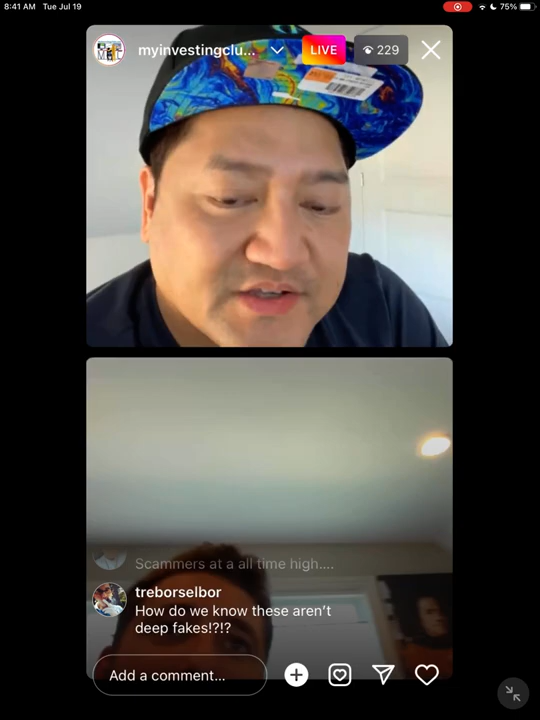 8:41 AM Tue Jul 19
75%
myinvestingclu...
LIVE
229
Scammers at a all time high....
treborselbor
How do we know these aren't
deep fakes!?!?
Add a comment...